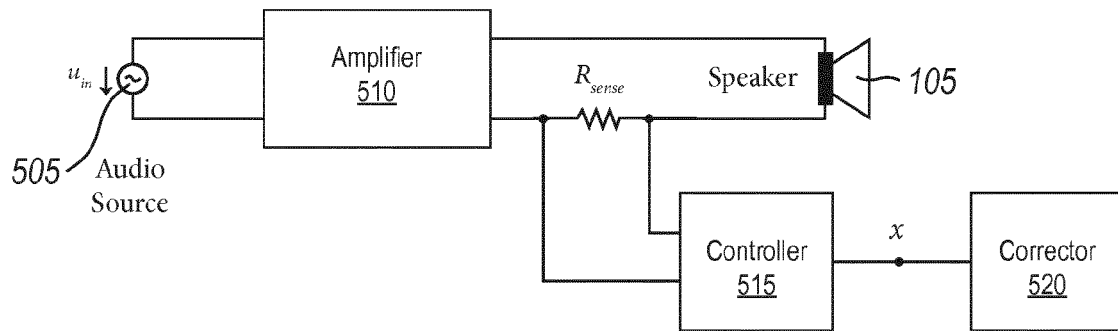 Amplifier
510
u_in
R_sense
Speaker
105
505
Audio
Source
Controller
515
x
Corrector
520